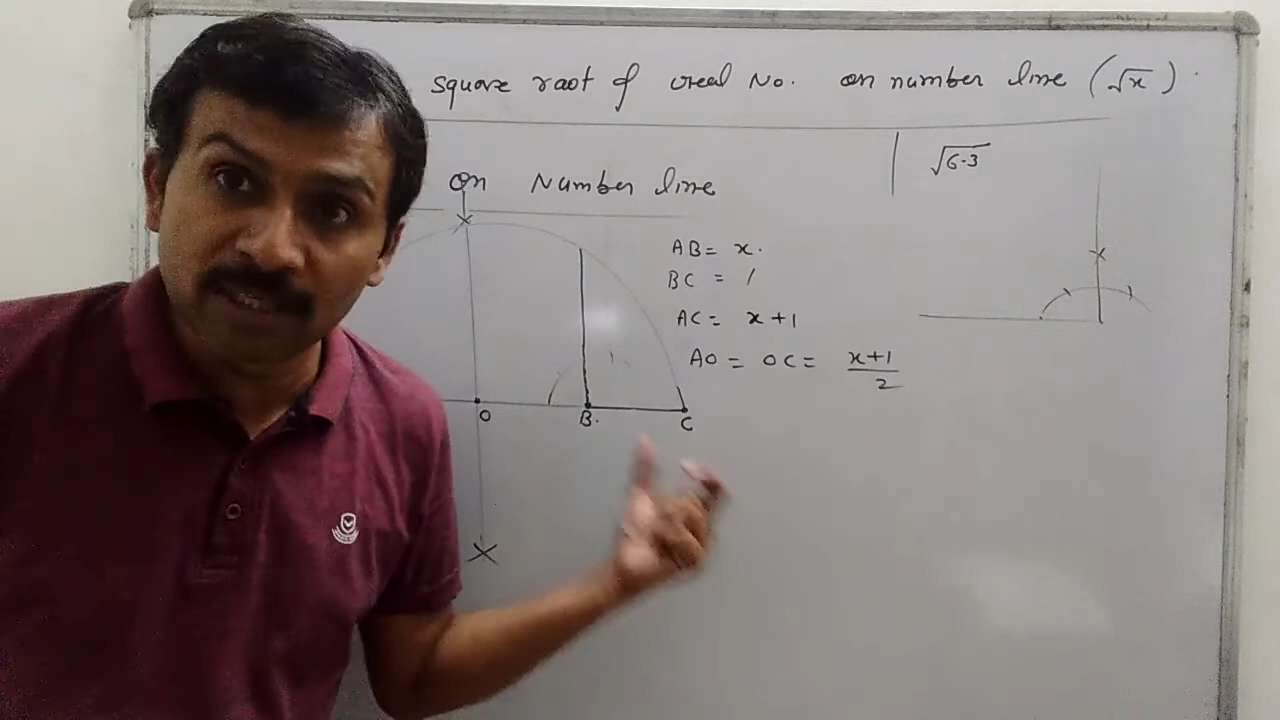 square root of real No. on number line (√x).
√6.3
On Number line
AB = x.
BC = 1
AC = x+1
AO = OC = x+1/2
O B. C